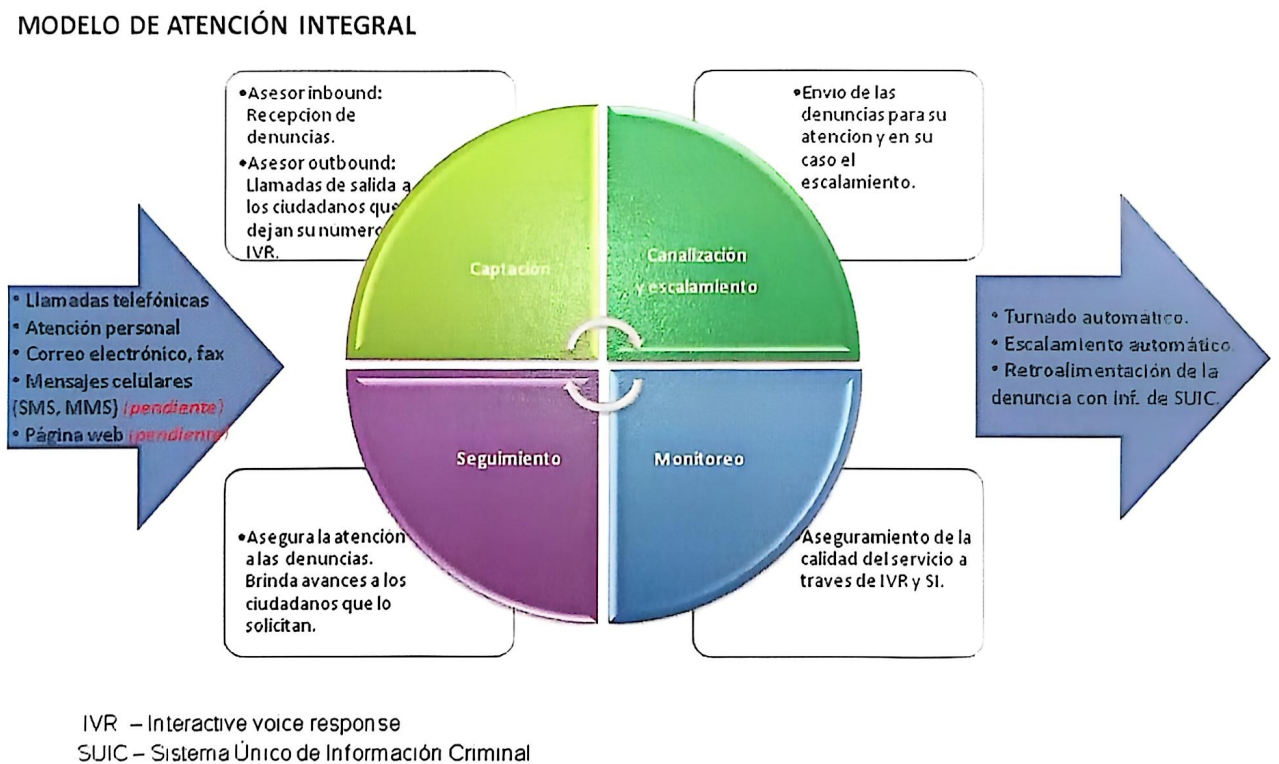 MODELO DE ATENCIÓN INTEGRAL
•Asesor inbound:
Recepcion de
denuncias.
•Asesor outbound:
Llamadas de salida a
los ciudadanos que
dejan su numero
IVR.
•Envio de las
denuncias para su
atencion y en su
caso el
escalamiento.
• Llamadas telefónicas
• Atención personal
• Correo electrónico, fax
• Mensajes celulares
(SMS, MMS) (pendiente)
• Página web (pendiente)
Captación
Canalización
y escalamiento
Seguimiento
Monitoreo
• Turnado automático.
• Escalamiento automático.
• Retroalimentación de la
denuncia con inf. de SUIC.
•Asegura la atención
a las denuncias.
Brinda avances a los
ciudadanos que lo
solicitan.
Aseguramiento de la
calidad del servicio a
traves de IVR y SI.
IVR – Interactive voice response
SUIC – Sistema Único de Información Criminal